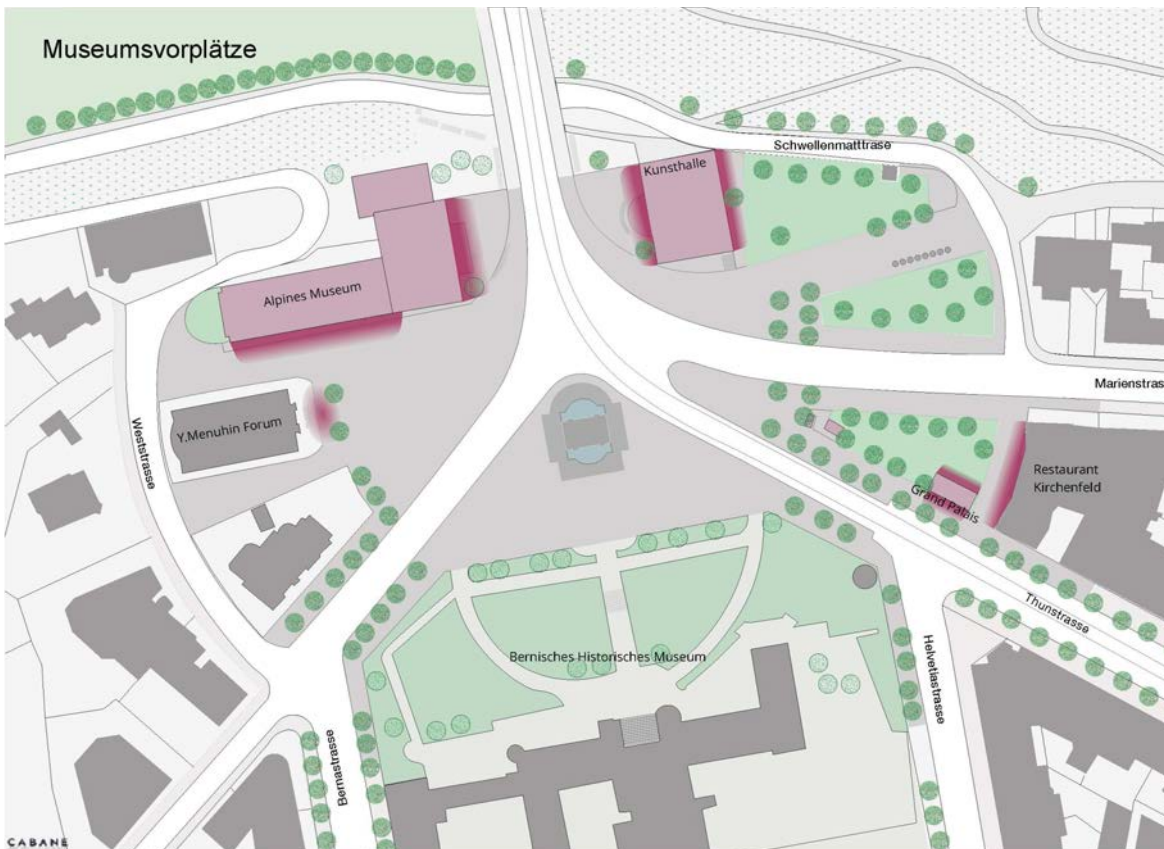 Museumsvorplätze
Schwellenmatttrase
Kunsthalle
Alpines Museum
Marienstras
Y.Menuhin Forum
Weststrasse
Restaurant
Kirchenfeld
Grand Palais
Thunstrasse
Bernisches Historisches Museum
Helvetiastrasse
Bernastrasse
CABANE